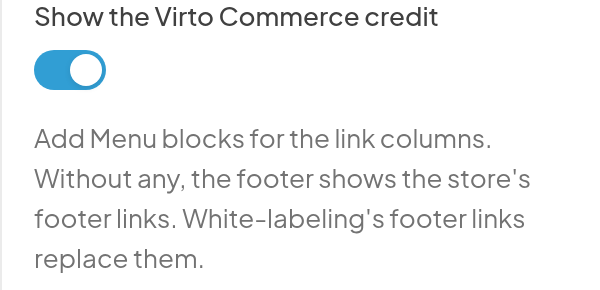 Show the Virto Commerce credit
Add Menu blocks for the link columns.
Without any, the footer shows the store's
footer links. White-labeling's footer links
replace them.